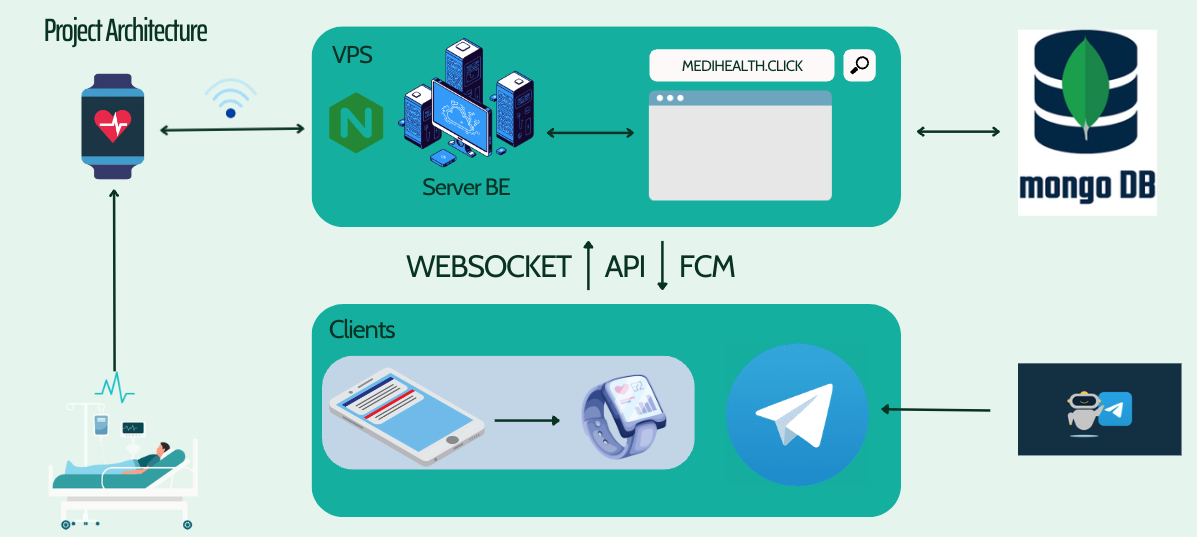 Project Architecture
VPS
MEDIHEALTH.CLICK
N
Server BE
mongo DB
WEBSOCKET
API
FCM
Clients